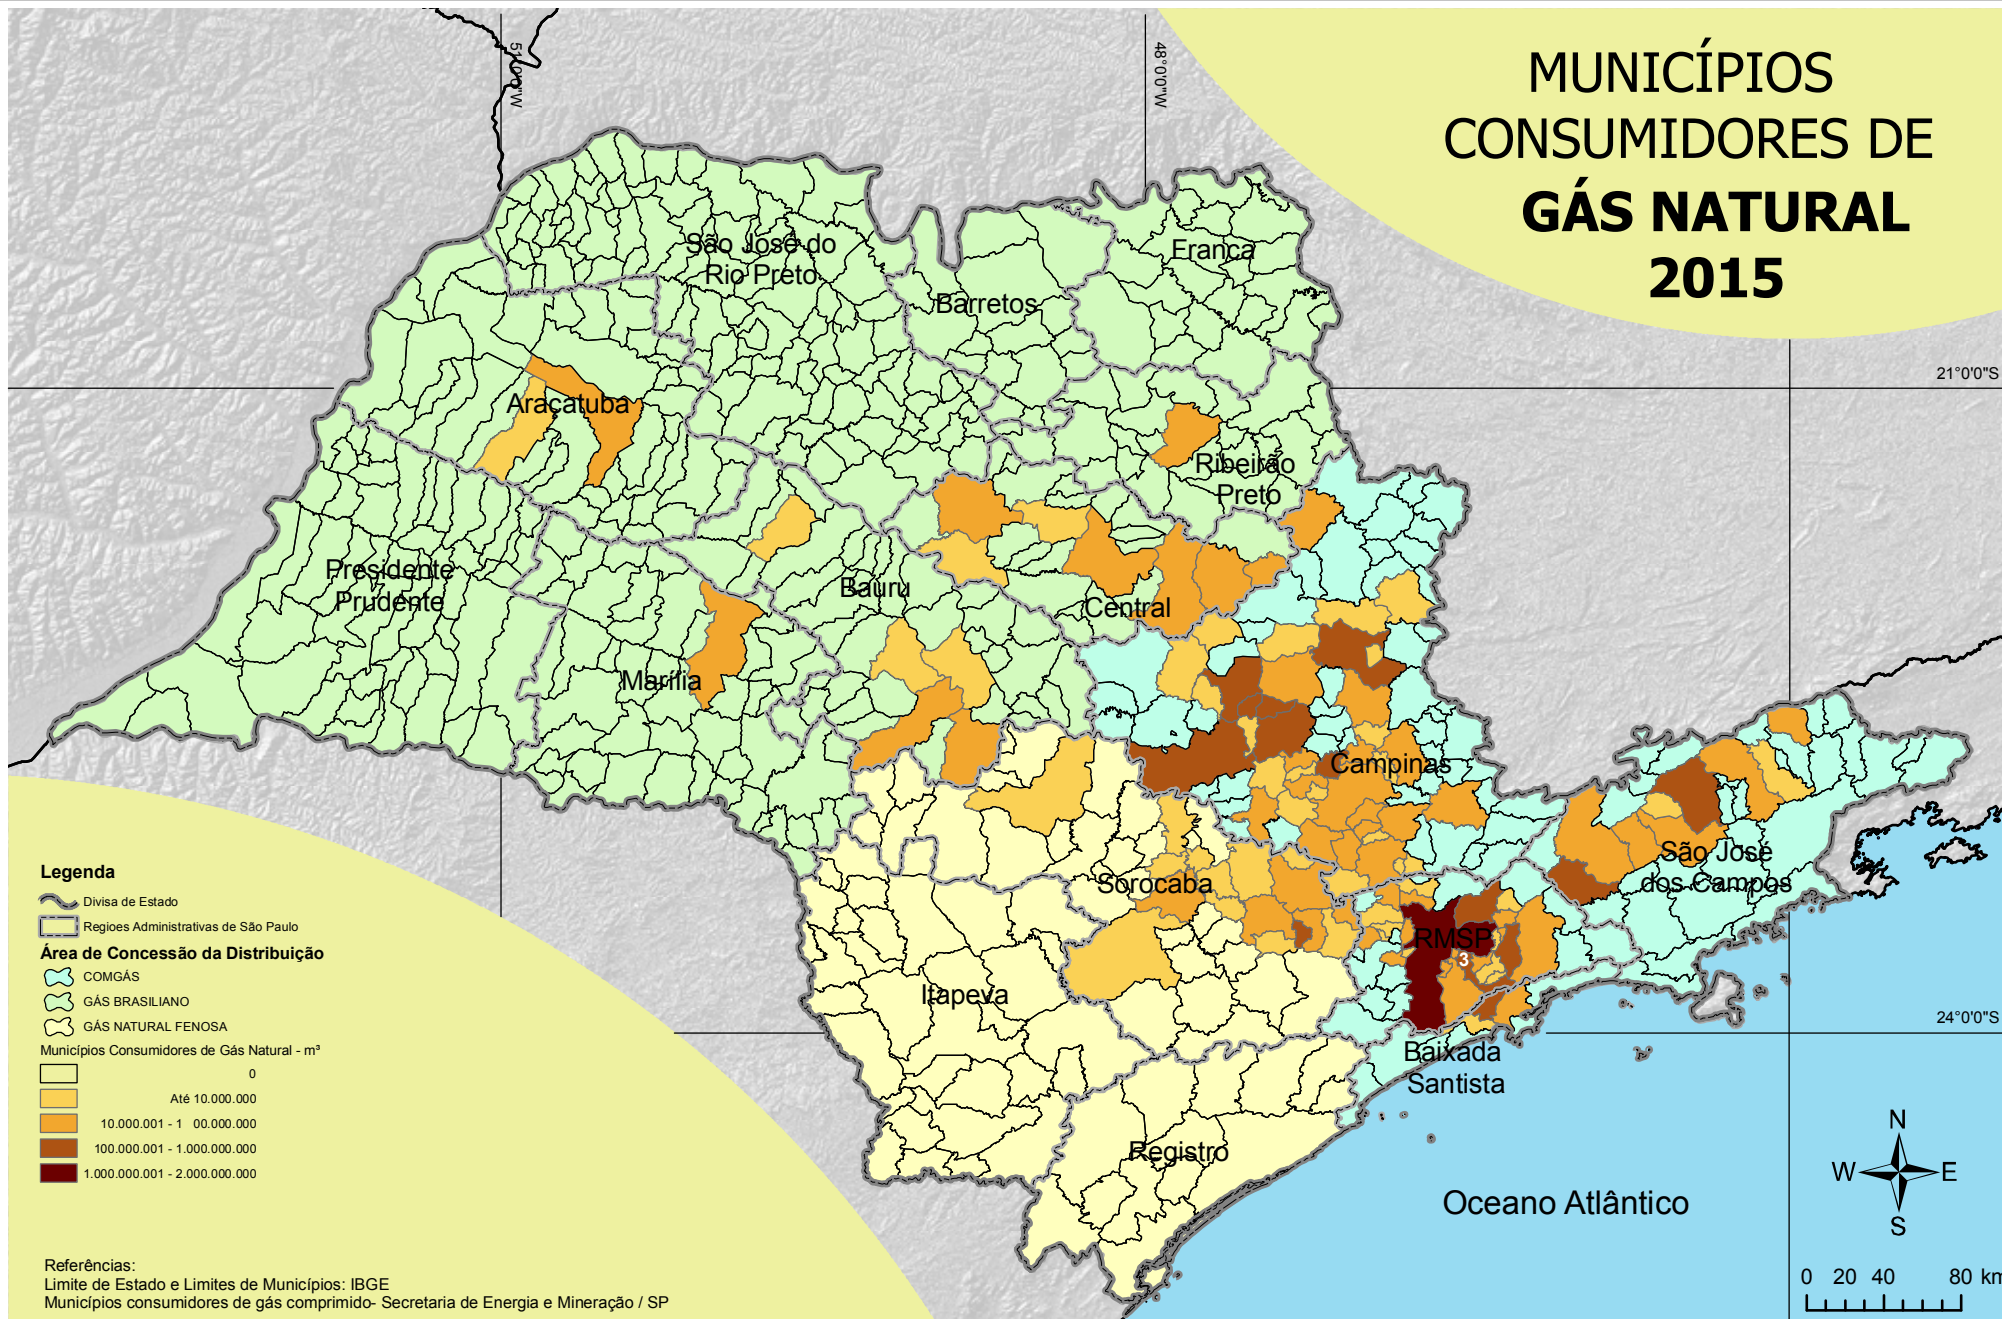 MUNICÍPIOS
CONSUMIDORES DE
GÁS NATURAL
2015
51°0'0"W
48°0'0"W
21°0'0"S
24°0'0"S
São José do
Rio Preto
Barretos
Franca
Araçatuba
Ribeirão
Preto
Presidente
Prudente
Bauru
Central
Marília
Campinas
São José
dos Campos
Sorocaba
RMSP
3
Itapeva
Baixada
Santista
Registro
Oceano Atlântico
N
W E
S
0 20 40 80 km
Legenda
Divisa de Estado
Regioes Administrativas de São Paulo
Área de Concessão da Distribuição
COMGÁS
GÁS BRASILIANO
GÁS NATURAL FENOSA
Municípios Consumidores de Gás Natural - m³
0
Até 10.000.000
10.000.001 - 1 00.000.000
100.000.001 - 1.000.000.000
1.000.000.001 - 2.000.000.000
Referências:
Limite de Estado e Limites de Municípios: IBGE
Municípios consumidores de gás comprimido- Secretaria de Energia e Mineração / SP